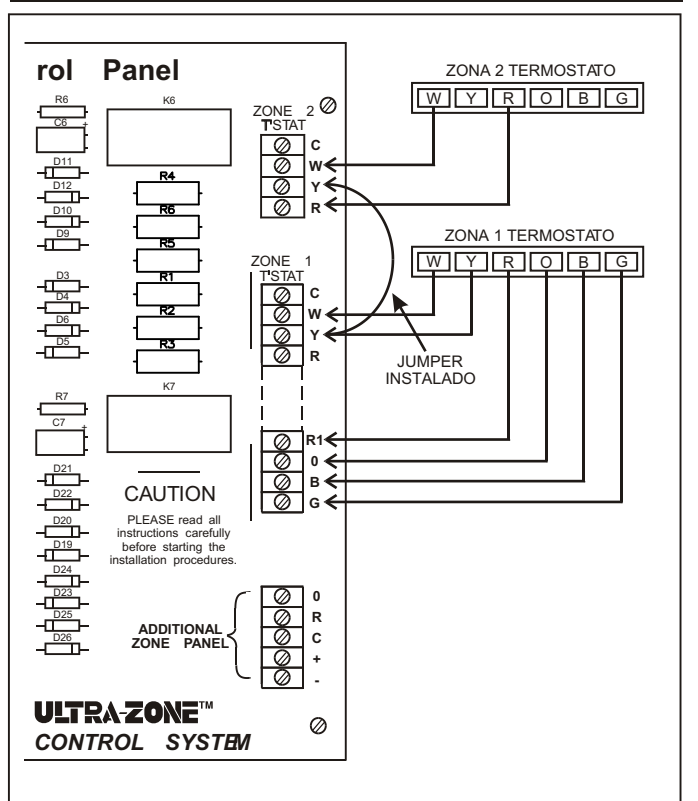 rol Panel
R6
C6
+
D11
D12
D10
D9
D3
D4
D6
D5
R7
C7
+
D21
D22
D20
D19
D24
D23
D25
D26
K6
R4
R6
R5
R1
R2
R3
K7
CAUTION
PLEASE read all
instructions carefully
before starting the
installation procedures.
ZONE 2
T'STAT
C
W
Y
R
ZONE 1
T'STAT
C
W
Y
R
R1
0
B
G
ADDITIONAL
ZONE PANEL
0
R
C
+
-
ULTRA-ZONE™
CONTROL SYSTEM
ZONA 2 TERMOSTATO
W Y R O B G
ZONA 1 TERMOSTATO
W Y R O B G
JUMPER
INSTALADO